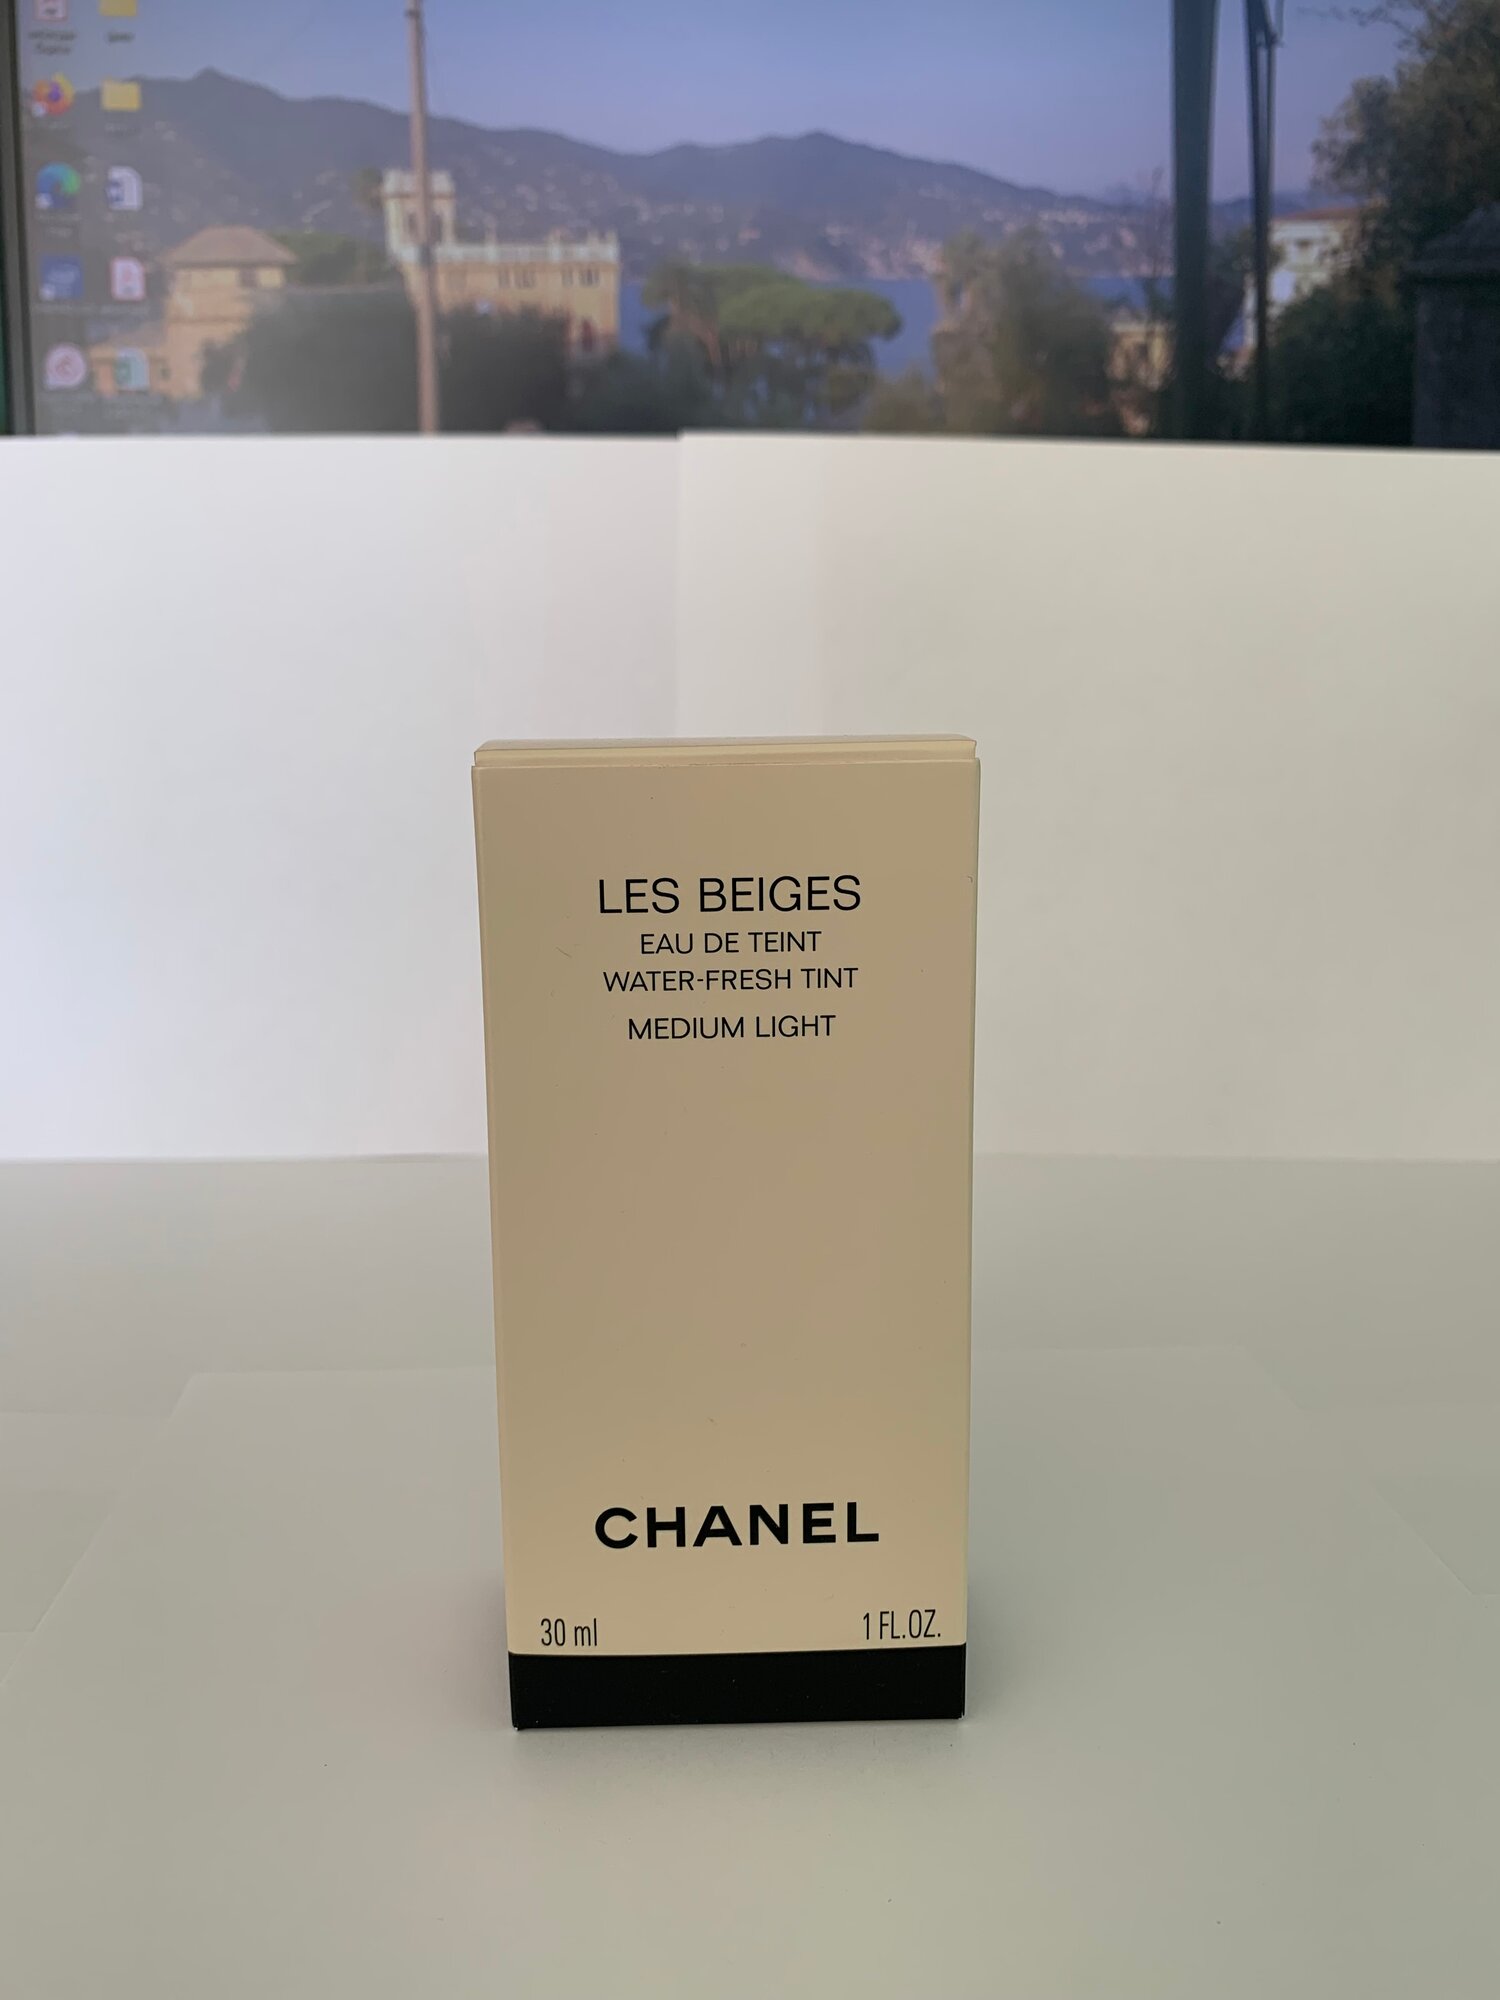 LES BEIGES
EAU DE TEINT
WATER-FRESH TINT
MEDIUM LIGHT
CHANEL
30 ml 1 FL.OZ.